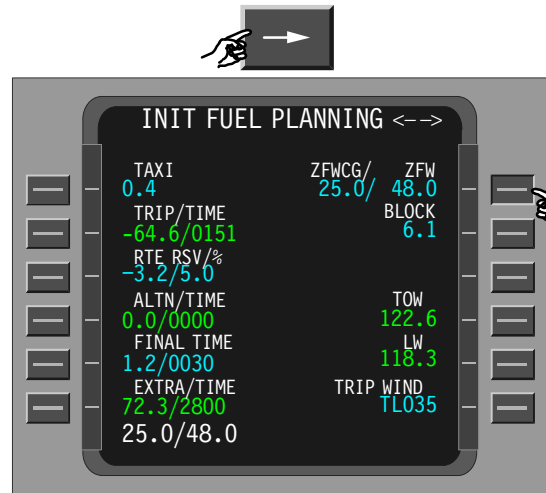 INIT FUEL PLANNING <-->
TAXI ZFWCG/ ZFW
0.4 25.0/ 48.0
TRIP/TIME BLOCK
-64.6/0151 6.1
RTE RSV/%
-3.2/5.0
ALTN/TIME TOW
0.0/0000 122.6
FINAL TIME LW
1.2/0030 118.3
EXTRA/TIME TRIP WIND
72.3/2800 TL035
25.0/48.0